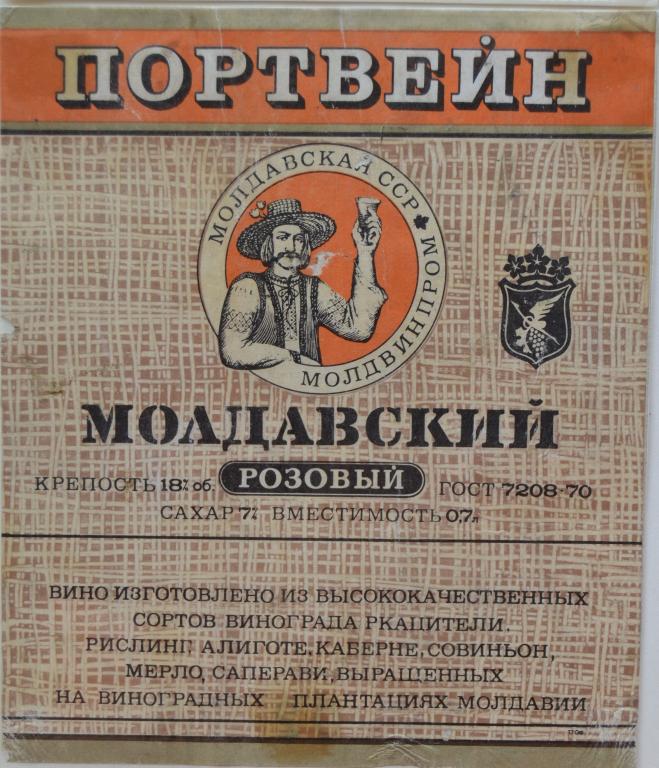 ПОРТВЕЙН
МОЛДАВСКАЯ ССР
МОЛДВИНПРОМ
МОЛДАВСКИЙ
КРЕПОСТЬ 18% об. РОЗОВЫЙ ГОСТ 7208-70
САХАР 7% ВМЕСТИМОСТЬ 0,7л
ВИНО ИЗГОТОВЛЕНО ИЗ ВЫСОКОКАЧЕСТВЕННЫХ
СОРТОВ ВИНОГРАДА РКАЦИТЕЛИ.
РИСЛИНГ, АЛИГОТЕ, КАБЕРНЕ, СОВИНЬОН,
МЕРЛО, САПЕРАВИ, ВЫРАЩЕННЫХ
НА ВИНОГРАДНЫХ ПЛАНТАЦИЯХ МОЛДАВИИ